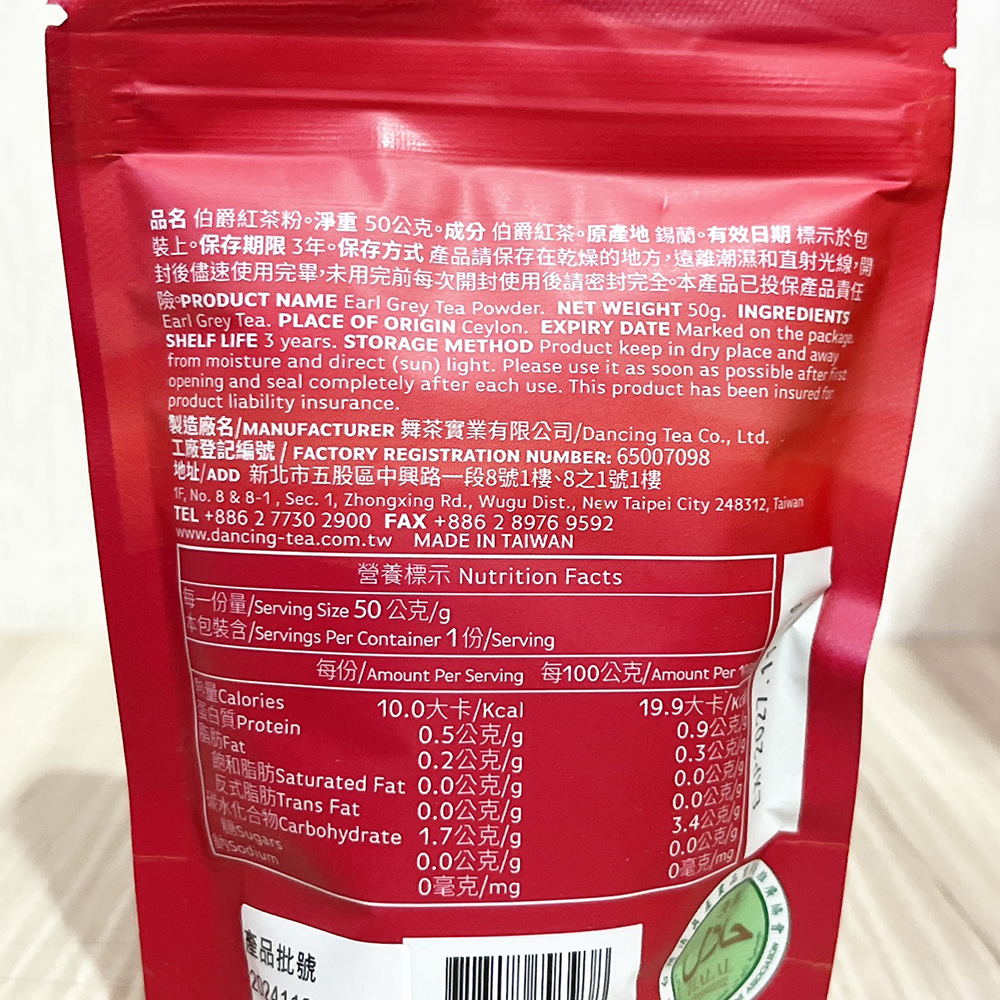 品名 伯爵紅茶粉。淨重 50公克。成分 伯爵紅茶。原產地 錫蘭。有效日期 標示於包
裝上。保存期限 3年。保存方式 產品請保存在乾燥的地方，遠離潮濕和直射光線，開
封後儘速使用完畢，未用完前每次開封使用後請密封完全。本產品已投保產品責任
險。PRODUCT NAME Earl Grey Tea Powder. NET WEIGHT 50g. INGREDIENTS
Earl Grey Tea. PLACE OF ORIGIN Ceylon. EXPIRY DATE Marked on the package.
SHELF LIFE 3 years. STORAGE METHOD Product keep in dry place and away
from moisture and direct (sun) light. Please use it as soon as possible after first
opening and seal completely after each use. This product has been insured for
product liability insurance.
製造廠名/MANUFACTURER 舞茶實業有限公司/Dancing Tea Co., Ltd.
工廠登記編號 / FACTORY REGISTRATION NUMBER: 65007098
地址/ADD 新北市五股區中興路一段8號1樓、8之1號1樓
1F, No. 8 & 8-1 , Sec. 1, Zhongxing Rd., Wugu Dist., New Taipei City 248312, Taiwan
TEL +886 2 7730 2900 FAX +886 2 8976 9592
www.dancing-tea.com.tw MADE IN TAIWAN
營養標示 Nutrition Facts
每一份量/Serving Size 50 公克/g
本包裝含/Servings Per Container 1 份/Serving
每份/Amount Per Serving 每100公克/Amount Per
熱量Calories 10.0大卡/Kcal 19.9大卡/Kcal
蛋白質Protein 0.5公克/g 0.9公克/g
脂肪Fat 0.2公克/g 0.3公克/g
飽和脂肪Saturated Fat 0.0公克/g 0.0公克/g
反式脂肪Trans Fat 0.0公克/g 0.0公克/g
碳水化合物Carbohydrate 1.7公克/g 3.4公克/g
糖Sugars 0.0公克/g 0.0公克/g
鈉Sodium 0毫克/mg 0毫克/mg
產品批號
HALAL
ASSOCIATION